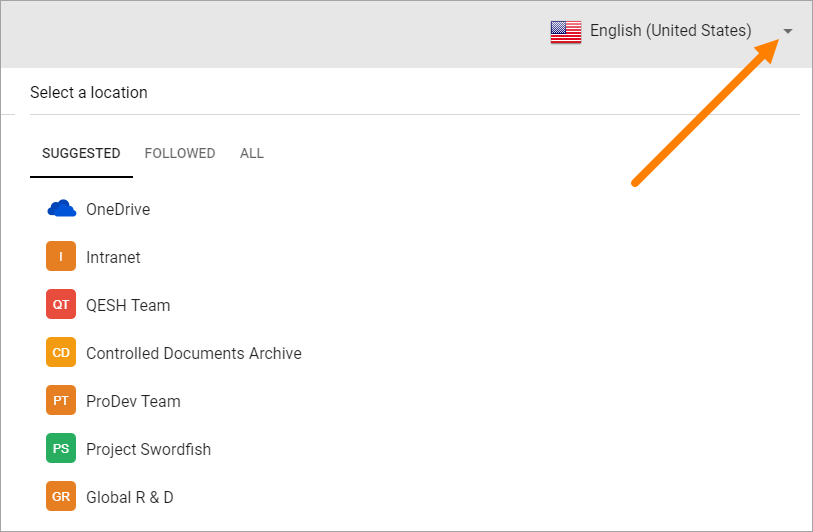 English (United States)
Select a location
SUGGESTED FOLLOWED ALL
OneDrive
I Intranet
QT QESH Team
CD Controlled Documents Archive
PT ProDev Team
PS Project Swordfish
GR Global R & D